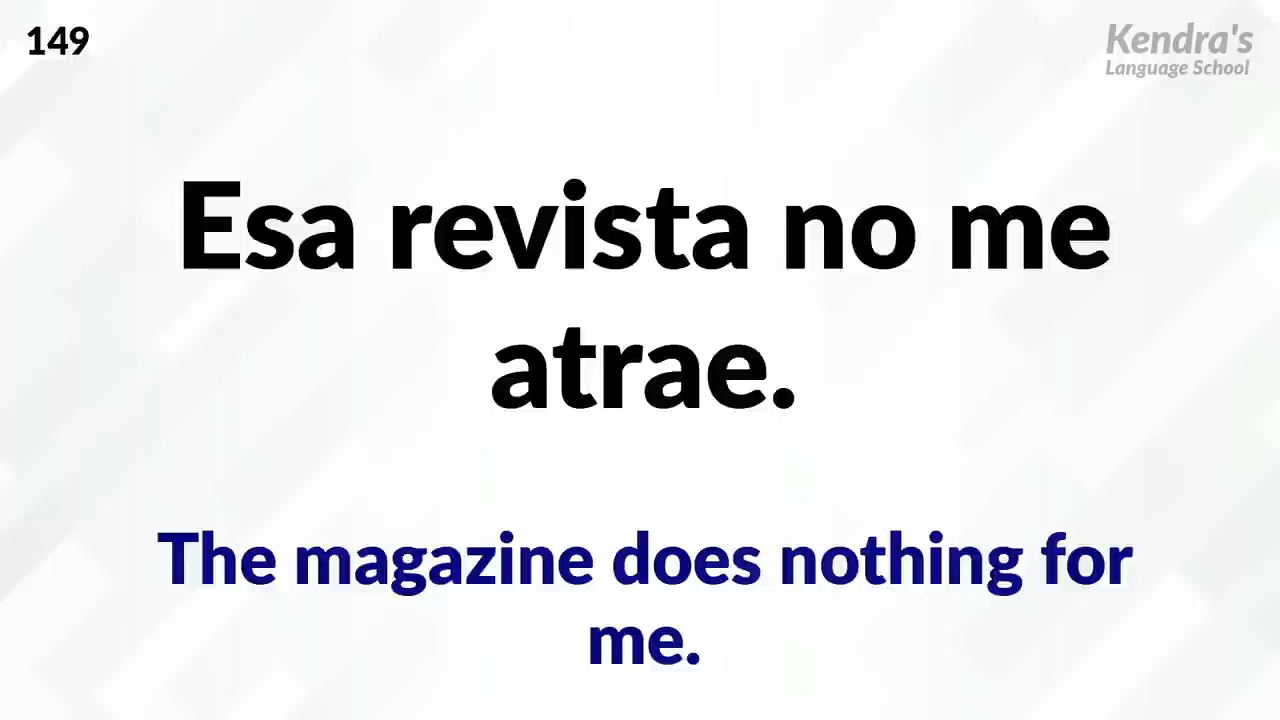 149
Kendra's
Language School
Esa revista no me
atrae.
The magazine does nothing for
me.